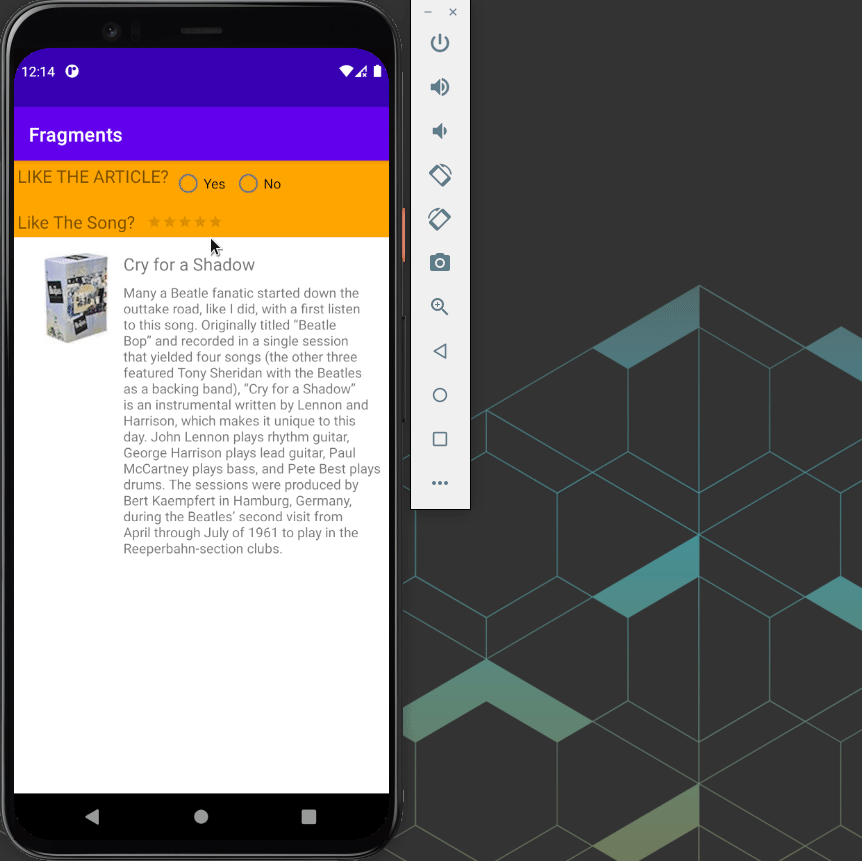 12:14
Fragments
LIKE THE ARTICLE? Yes No
Like The Song?
Cry for a Shadow
Many a Beatle fanatic started down the
outtake road, like I did, with a first listen
to this song. Originally titled “Beatle
Bop” and recorded in a single session
that yielded four songs (the other three
featured Tony Sheridan with the Beatles
as a backing band), “Cry for a Shadow”
is an instrumental written by Lennon and
Harrison, which makes it unique to this
day. John Lennon plays rhythm guitar,
George Harrison plays lead guitar, Paul
McCartney plays bass, and Pete Best plays
drums. The sessions were produced by
Bert Kaempfert in Hamburg, Germany,
during the Beatles’ second visit from
April through July of 1961 to play in the
Reeperbahn-section clubs.